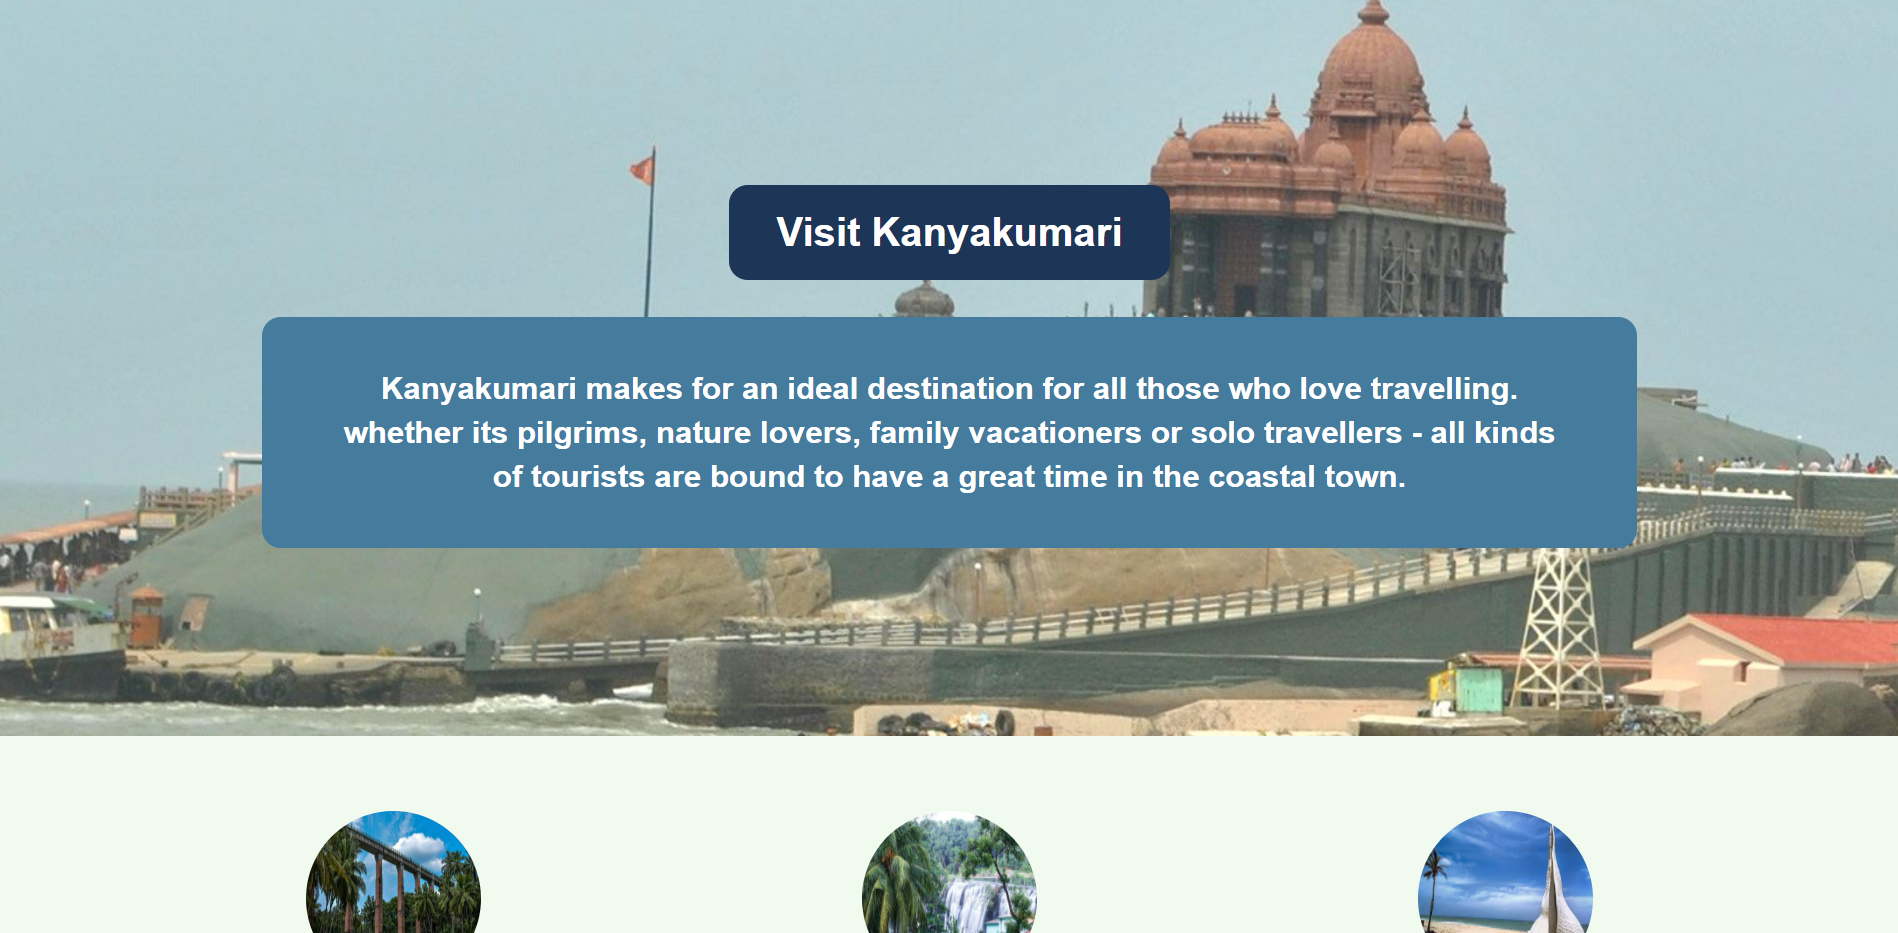 Visit Kanyakumari
Kanyakumari makes for an ideal destination for all those who love travelling.
whether its pilgrims, nature lovers, family vacationers or solo travellers - all kinds
of tourists are bound to have a great time in the coastal town.